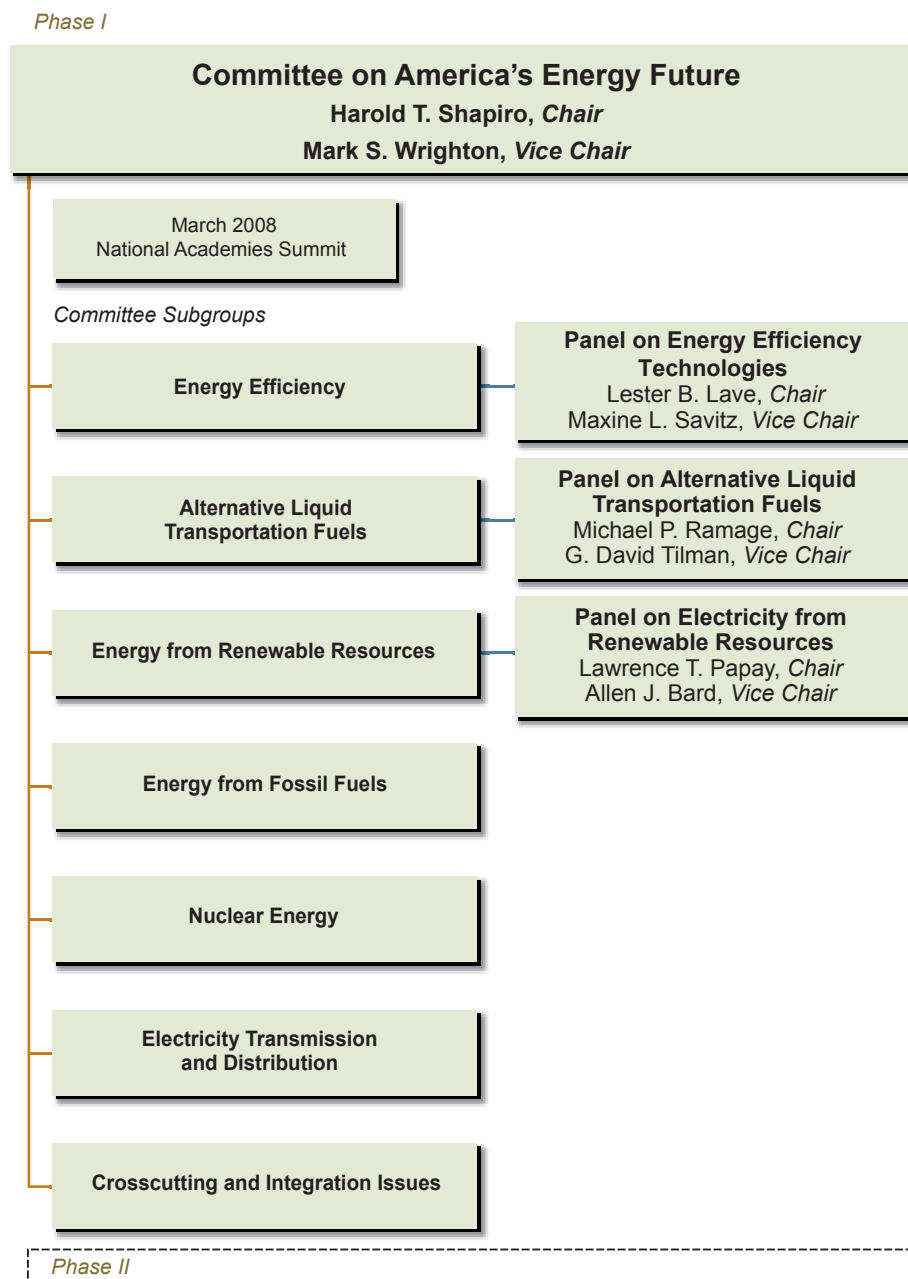 Phase I
Committee on America's Energy Future
Harold T. Shapiro, Chair
Mark S. Wrighton, Vice Chair
March 2008
National Academies Summit
Committee Subgroups
Energy Efficiency
Panel on Energy Efficiency
Technologies
Lester B. Lave, Chair
Maxine L. Savitz, Vice Chair
Alternative Liquid
Transportation Fuels
Panel on Alternative Liquid
Transportation Fuels
Michael P. Ramage, Chair
G. David Tilman, Vice Chair
Energy from Renewable Resources
Panel on Electricity from
Renewable Resources
Lawrence T. Papay, Chair
Allen J. Bard, Vice Chair
Energy from Fossil Fuels
Nuclear Energy
Electricity Transmission
and Distribution
Crosscutting and Integration Issues
Phase II